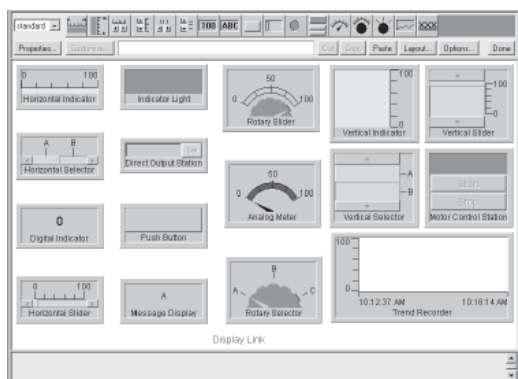 standard
100 ABC XXX
Properties... Customize... Cut Copy Paste Layout... Options... Done
0 100
Horizontal Indicator
Indicator Light
50
0 100
Rotary Slider
100
0
Vertical Indicator
100
0
Vertical Slider
A B
Horizontal Selector
Set
Direct Output Station
50
0 100
Analog Meter
A
B
Vertical Selector
Start
Stop
Motor Control Station
0
Digital Indicator
Push Button
0 100
Horizontal Slider
A
Message Display
B
A C
Rotary Selector
100
0
10:12:37 AM 10:16:14 AM
Trend Recorder
Display Link